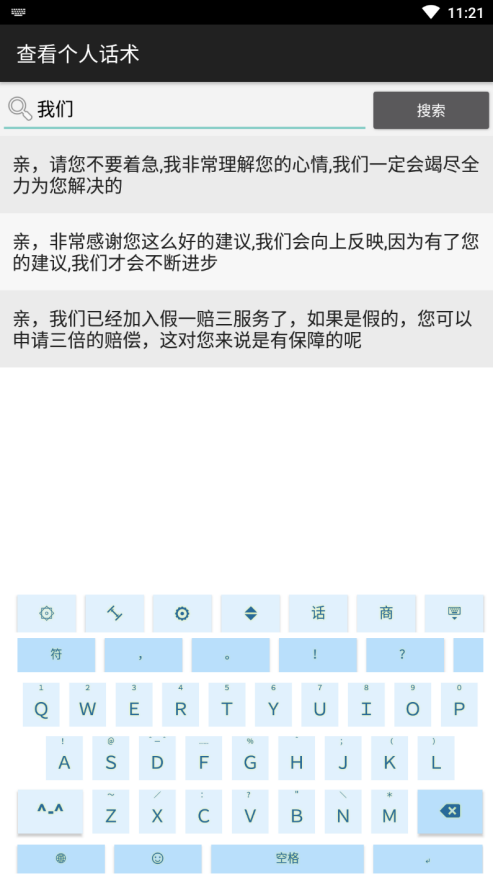 11:21
查看个人话术
我们
搜索
亲，请您不要着急,我非常理解您的心情,我们一定会竭尽全
力为您解决的
亲，非常感谢您这么好的建议,我们会向上反映,因为有了您
的建议,我们才会不断进步
亲，我们已经加入假一赔三服务了，如果是假的，您可以
申请三倍的赔偿，这对您来说是有保障的呢
话 商
符 ， 。 ！ ？
1 2 3 4 5 6 7 8 9 0
Q W E R T Y U I O P
A S D F G H J K L
^-^ Z X C V B N M
空格